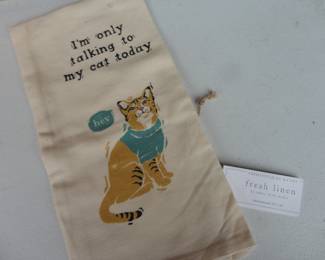 I'm only
talking to
my cat today
hey
fresh linen